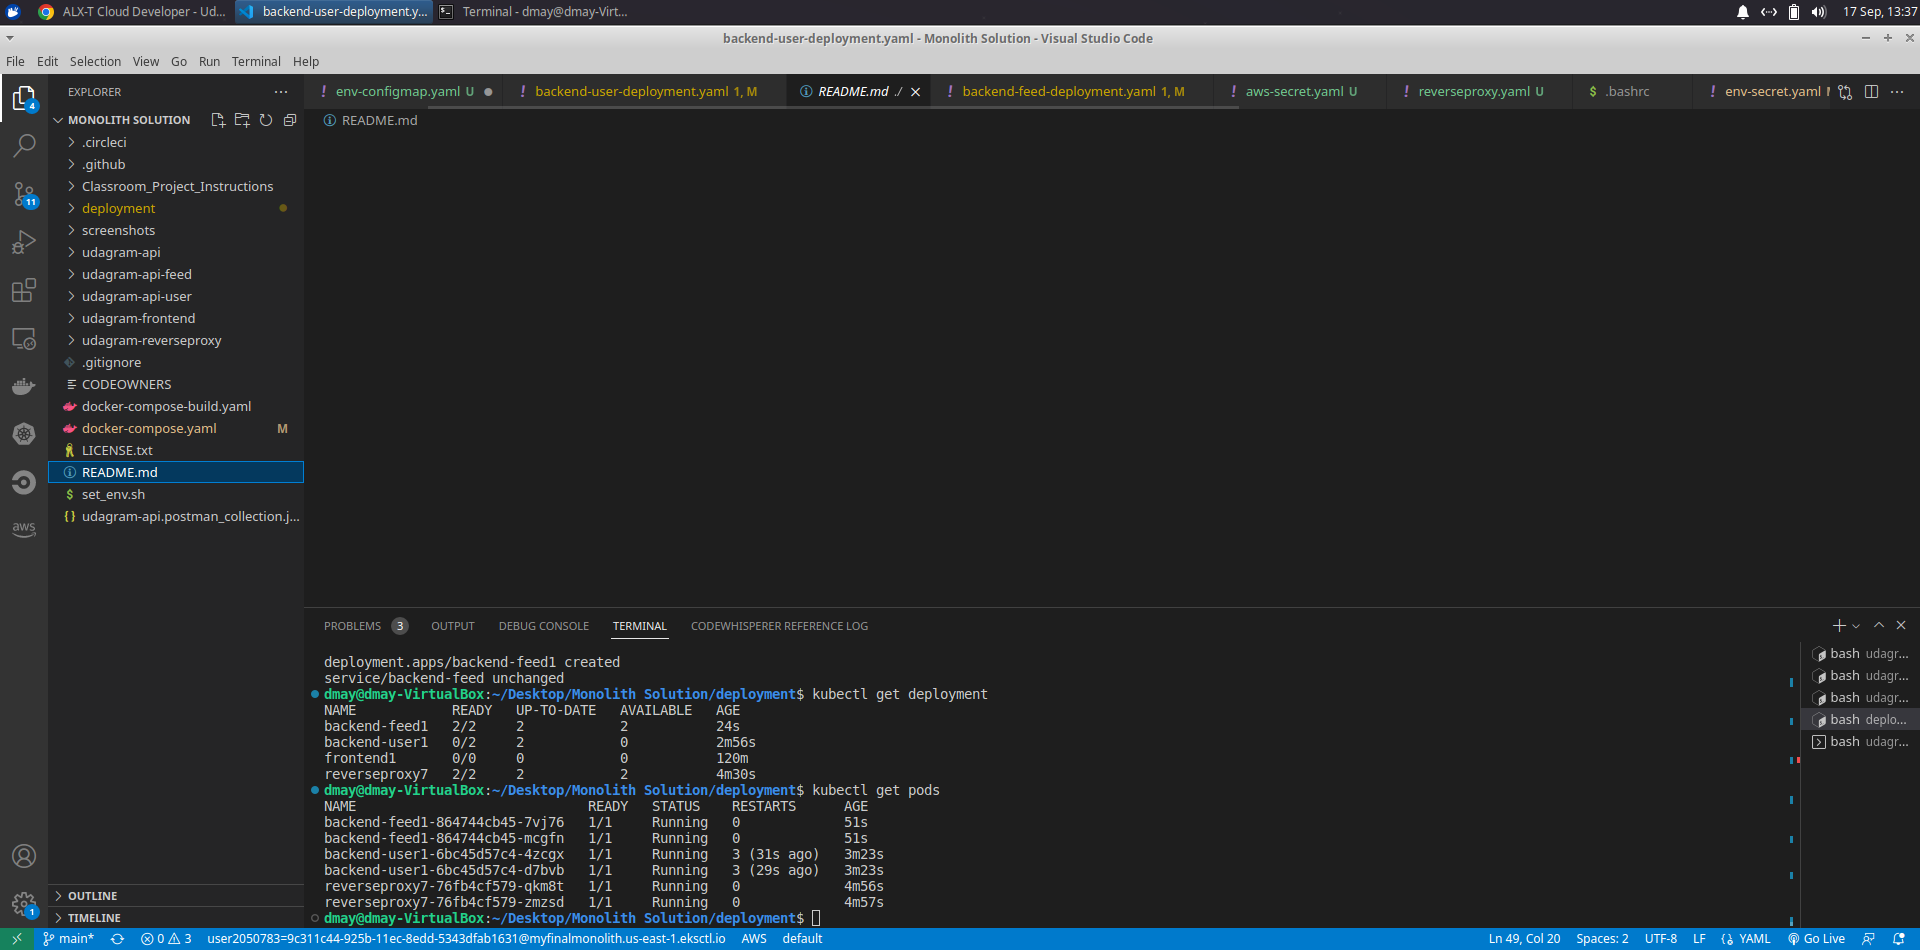 ALX-T Cloud Developer - Ud...
backend-user-deployment.y...
Terminal - dmay@dmay-Virt...
17 Sep, 13:37
backend-user-deployment.yaml - Monolith Solution - Visual Studio Code
File Edit Selection View Go Run Terminal Help
EXPLORER
MONOLITH SOLUTION
.circleci
.github
Classroom_Project_Instructions
deployment
screenshots
udagram-api
udagram-api-feed
udagram-api-user
udagram-frontend
udagram-reverseproxy
.gitignore
CODEOWNERS
docker-compose-build.yaml
docker-compose.yaml M
LICENSE.txt
README.md
set_env.sh
udagram-api.postman_collection.j...
OUTLINE
TIMELINE
4
11
aws
1
! env-configmap.yaml U
! backend-user-deployment.yaml 1, M
README.md ./
! backend-feed-deployment.yaml 1, M
! aws-secret.yaml U
! reverseproxy.yaml U
$ .bashrc
! env-secret.yaml
README.md
PROBLEMS 3 OUTPUT DEBUG CONSOLE TERMINAL CODEWHISPERER REFERENCE LOG
deployment.apps/backend-feed1 created
service/backend-feed unchanged
dmay@dmay-VirtualBox:~/Desktop/Monolith Solution/deployment$ kubectl get deployment
NAME READY UP-TO-DATE AVAILABLE AGE
backend-feed1 2/2 2 2 24s
backend-user1 0/2 2 0 2m56s
frontend1 0/0 0 0 120m
reverseproxy7 2/2 2 2 4m30s
dmay@dmay-VirtualBox:~/Desktop/Monolith Solution/deployment$ kubectl get pods
NAME READY STATUS RESTARTS AGE
backend-feed1-864744cb45-7vj76 1/1 Running 0 51s
backend-feed1-864744cb45-mcgfn 1/1 Running 0 51s
backend-user1-6bc45d57c4-4zcgx 1/1 Running 3 (31s ago) 3m23s
backend-user1-6bc45d57c4-d7bvb 1/1 Running 3 (29s ago) 3m23s
reverseproxy7-76fb4cf579-qkm8t 1/1 Running 0 4m56s
reverseproxy7-76fb4cf579-zmzsd 1/1 Running 0 4m57s
dmay@dmay-VirtualBox:~/Desktop/Monolith Solution/deployment$
bash udagr...
bash udagr...
bash udagr...
bash deplo...
bash udagr...
main* 0 3 user2050783=9c311c44-925b-11ec-8edd-5343dfab1631@myfinalmonolith.us-east-1.eksctl.io AWS default
Ln 49, Col 20 Spaces: 2 UTF-8 LF YAML Go Live